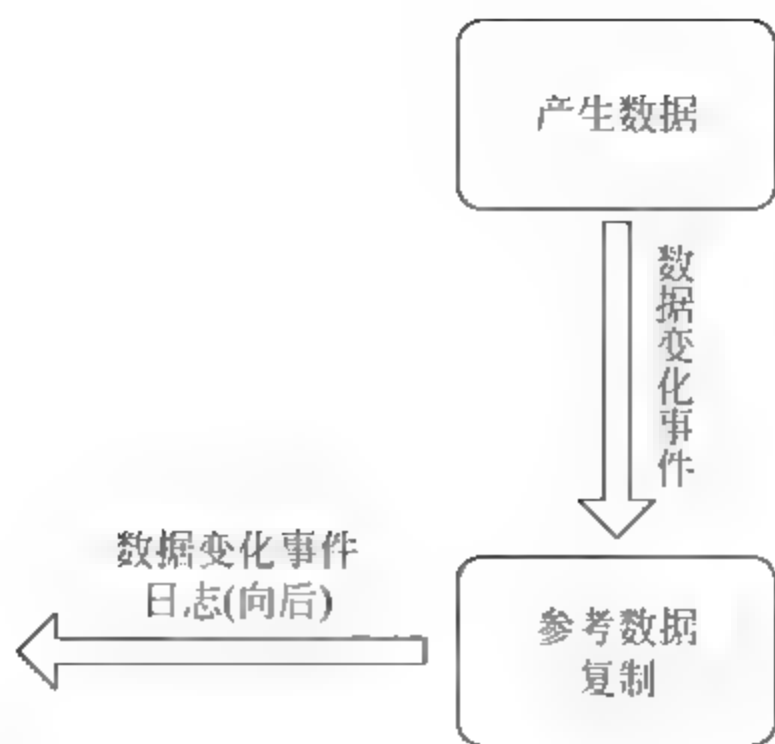 产生数据
数据变化事件
数据变化事件
日志(向后)
参考数据
复制